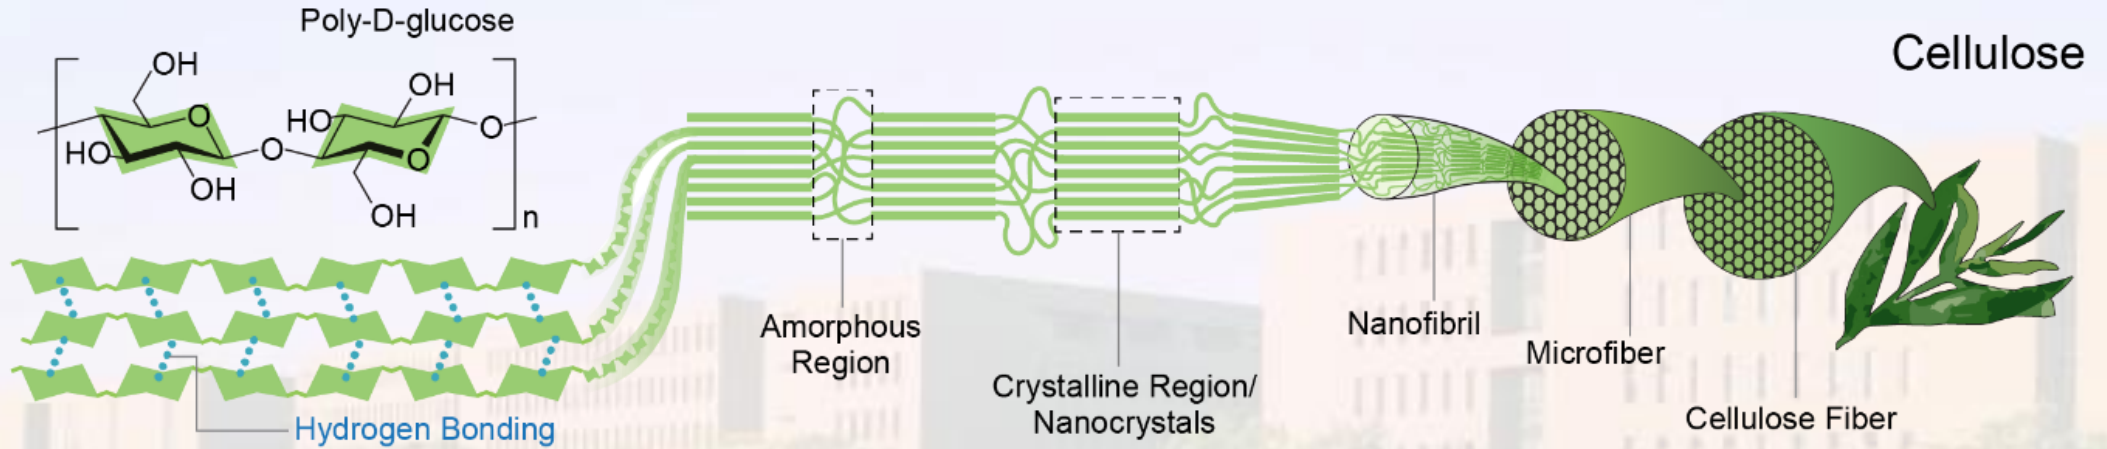 Poly-D-glucose
Cellulose
OH
OH
O
HO
O
O
HO
O
OH
OH
n
Hydrogen Bonding
Amorphous
Region
Crystalline Region/
Nanocrystals
Nanofibril
Microfiber
Cellulose Fiber